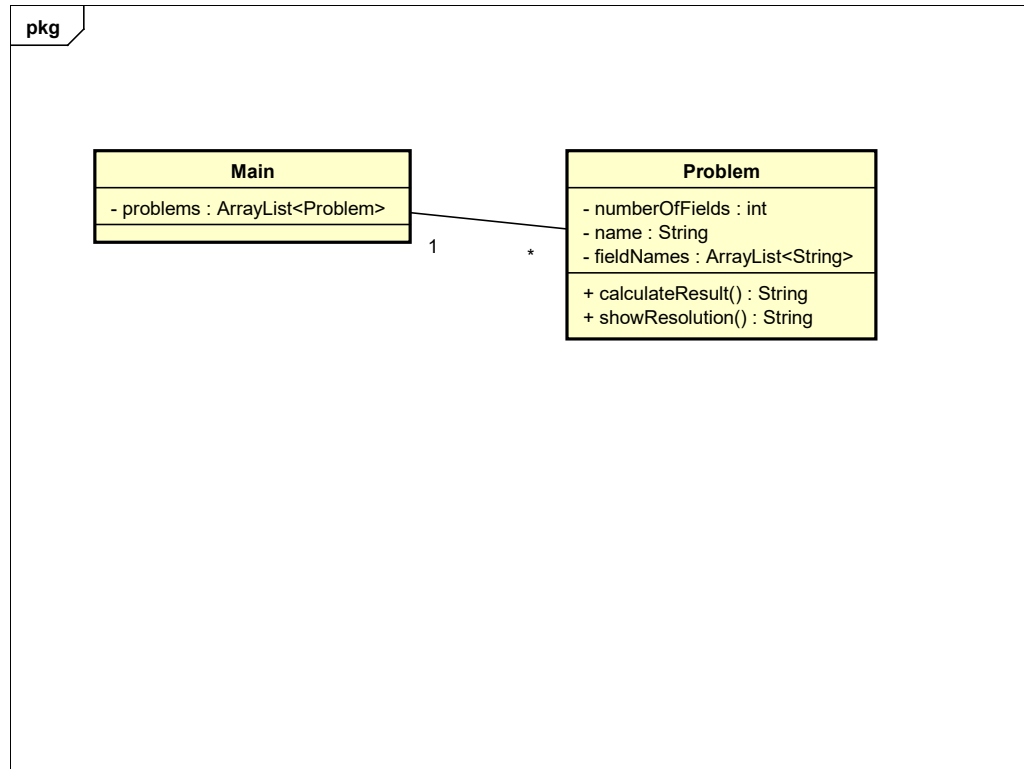 pkg
Main
- problems : ArrayList<Problem>
1
*
Problem
- numberOfFields : int
- name : String
- fieldNames : ArrayList<String>
+ calculateResult() : String
+ showResolution() : String